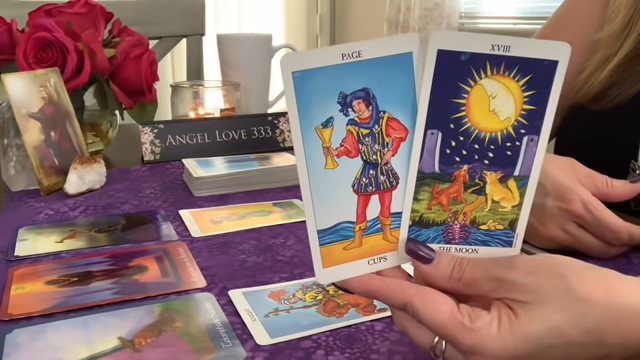 ANGEL LOVE 333
PAGE
CUPS
XVIII
THE MOON